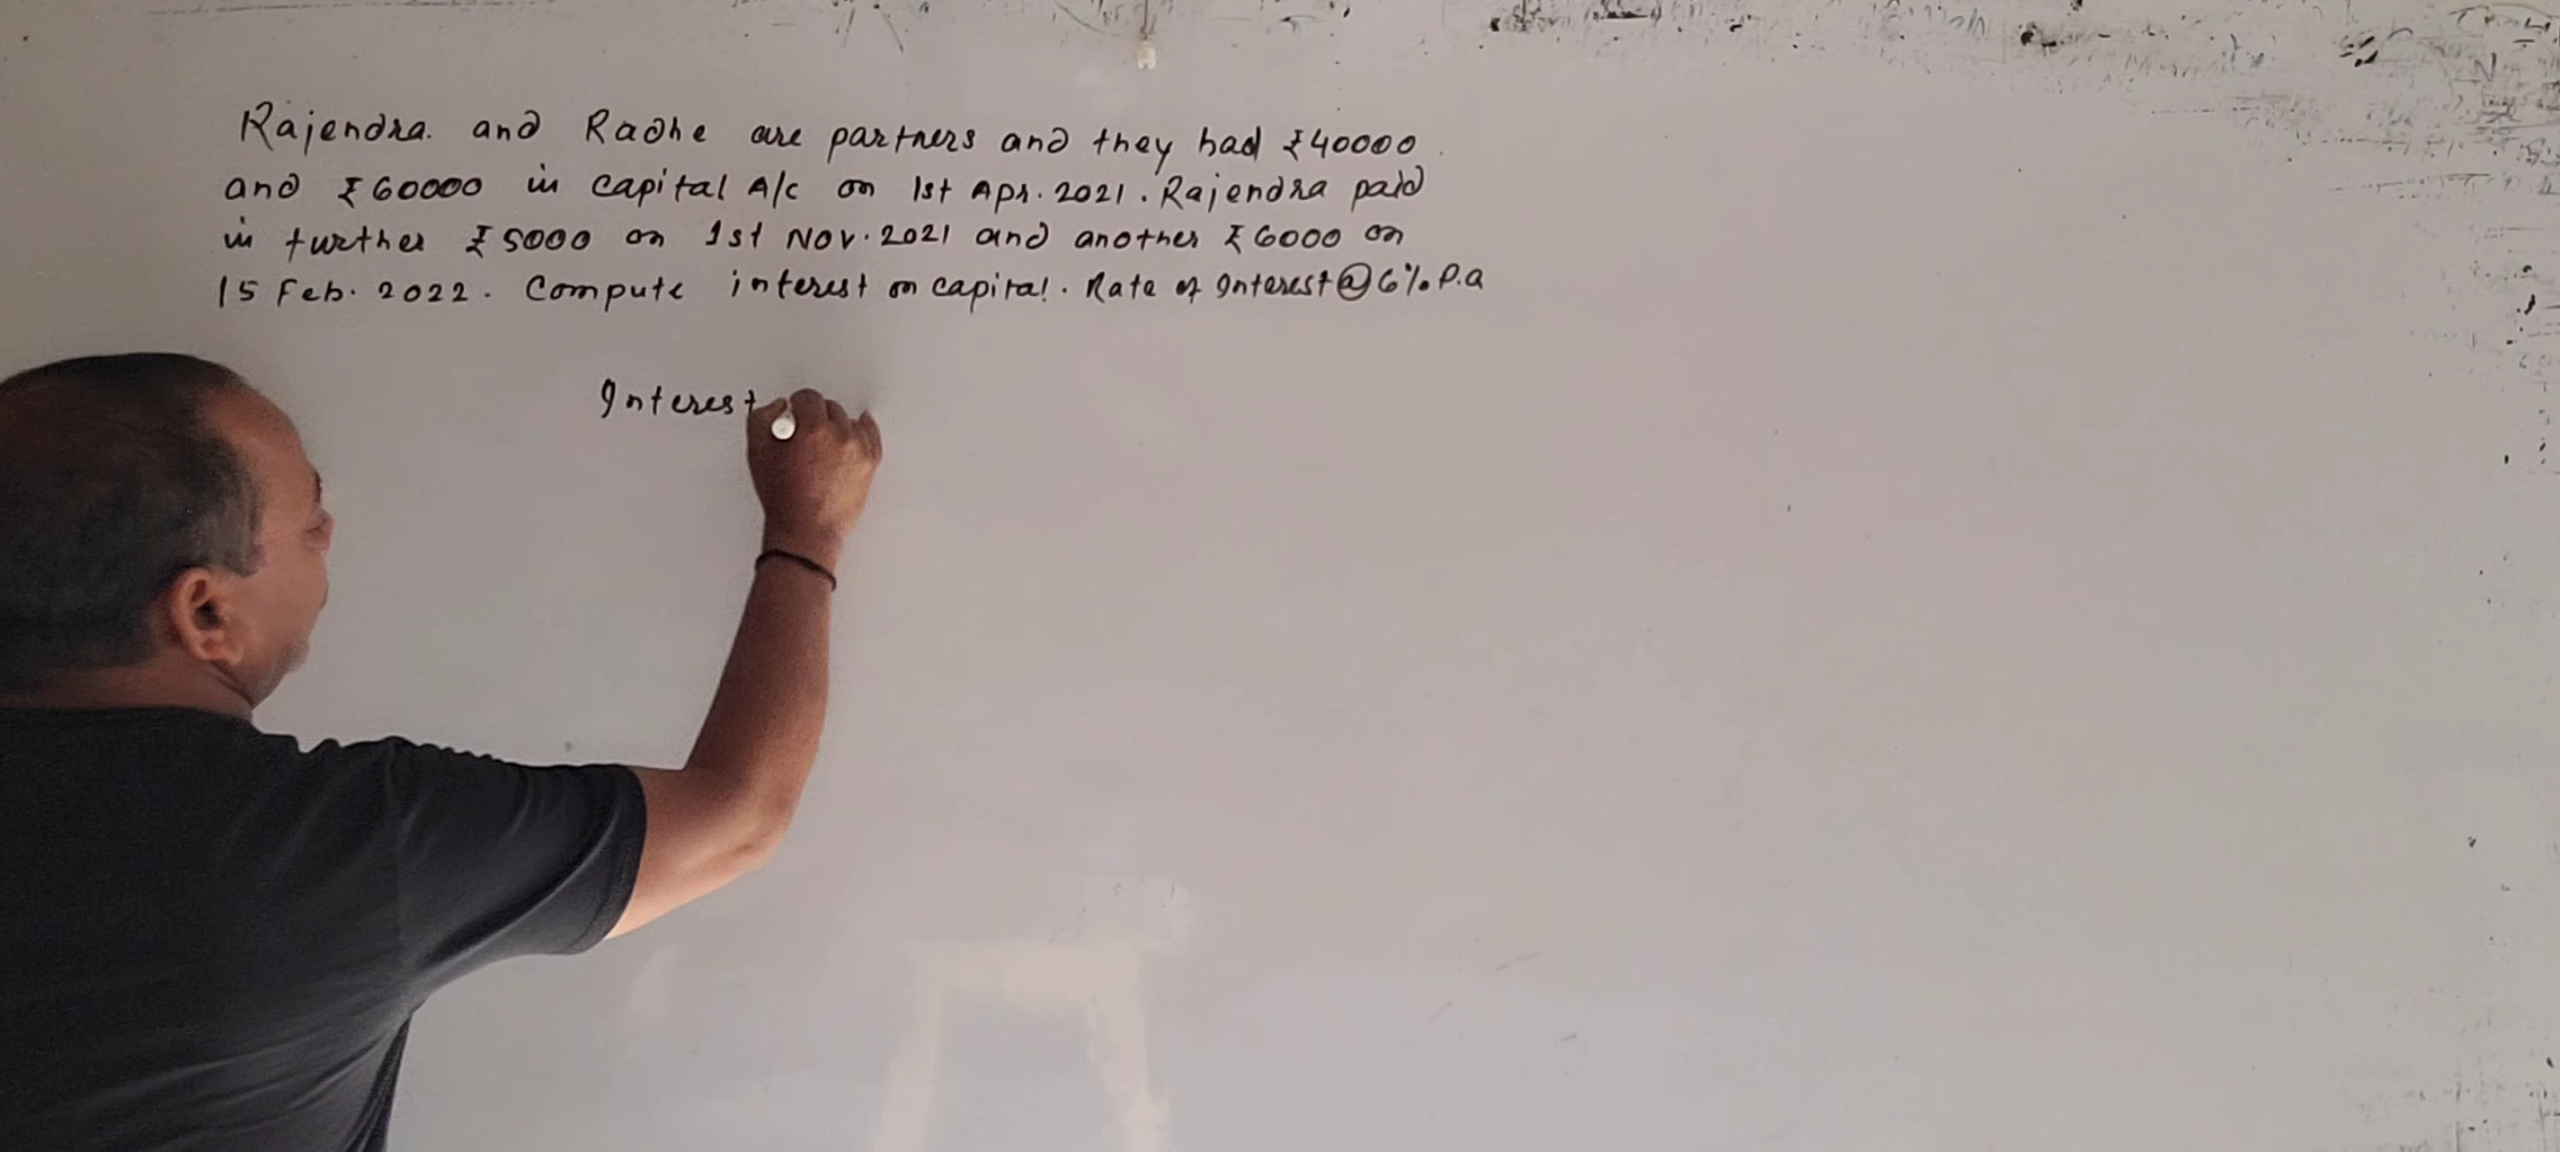 Rajendra. and Radhe are partners and they had ₹40000
and ₹60000 in capital A/c on 1st Apr. 2021. Rajendra paid
in further ₹5000 on 1st Nov. 2021 and another ₹6000 on
15 Feb. 2022. Compute interest on capital. Rate of Interest @ 6% P.a
Interest